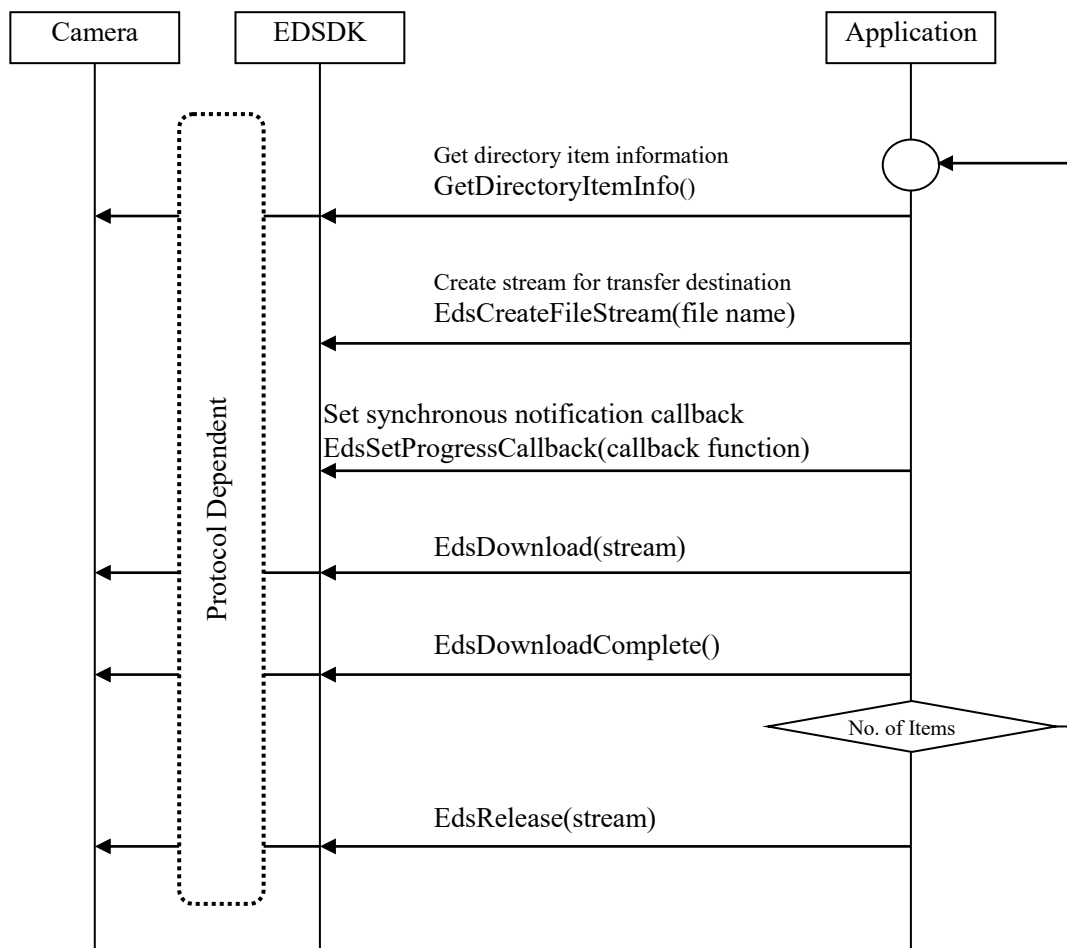 Camera
EDSDK
Application
Get directory item information
GetDirectoryItemInfo()
Create stream for transfer destination
EdsCreateFileStream(file name)
Set synchronous notification callback
EdsSetProgressCallback(callback function)
Protocol Dependent
EdsDownload(stream)
EdsDownloadComplete()
No. of Items
EdsRelease(stream)